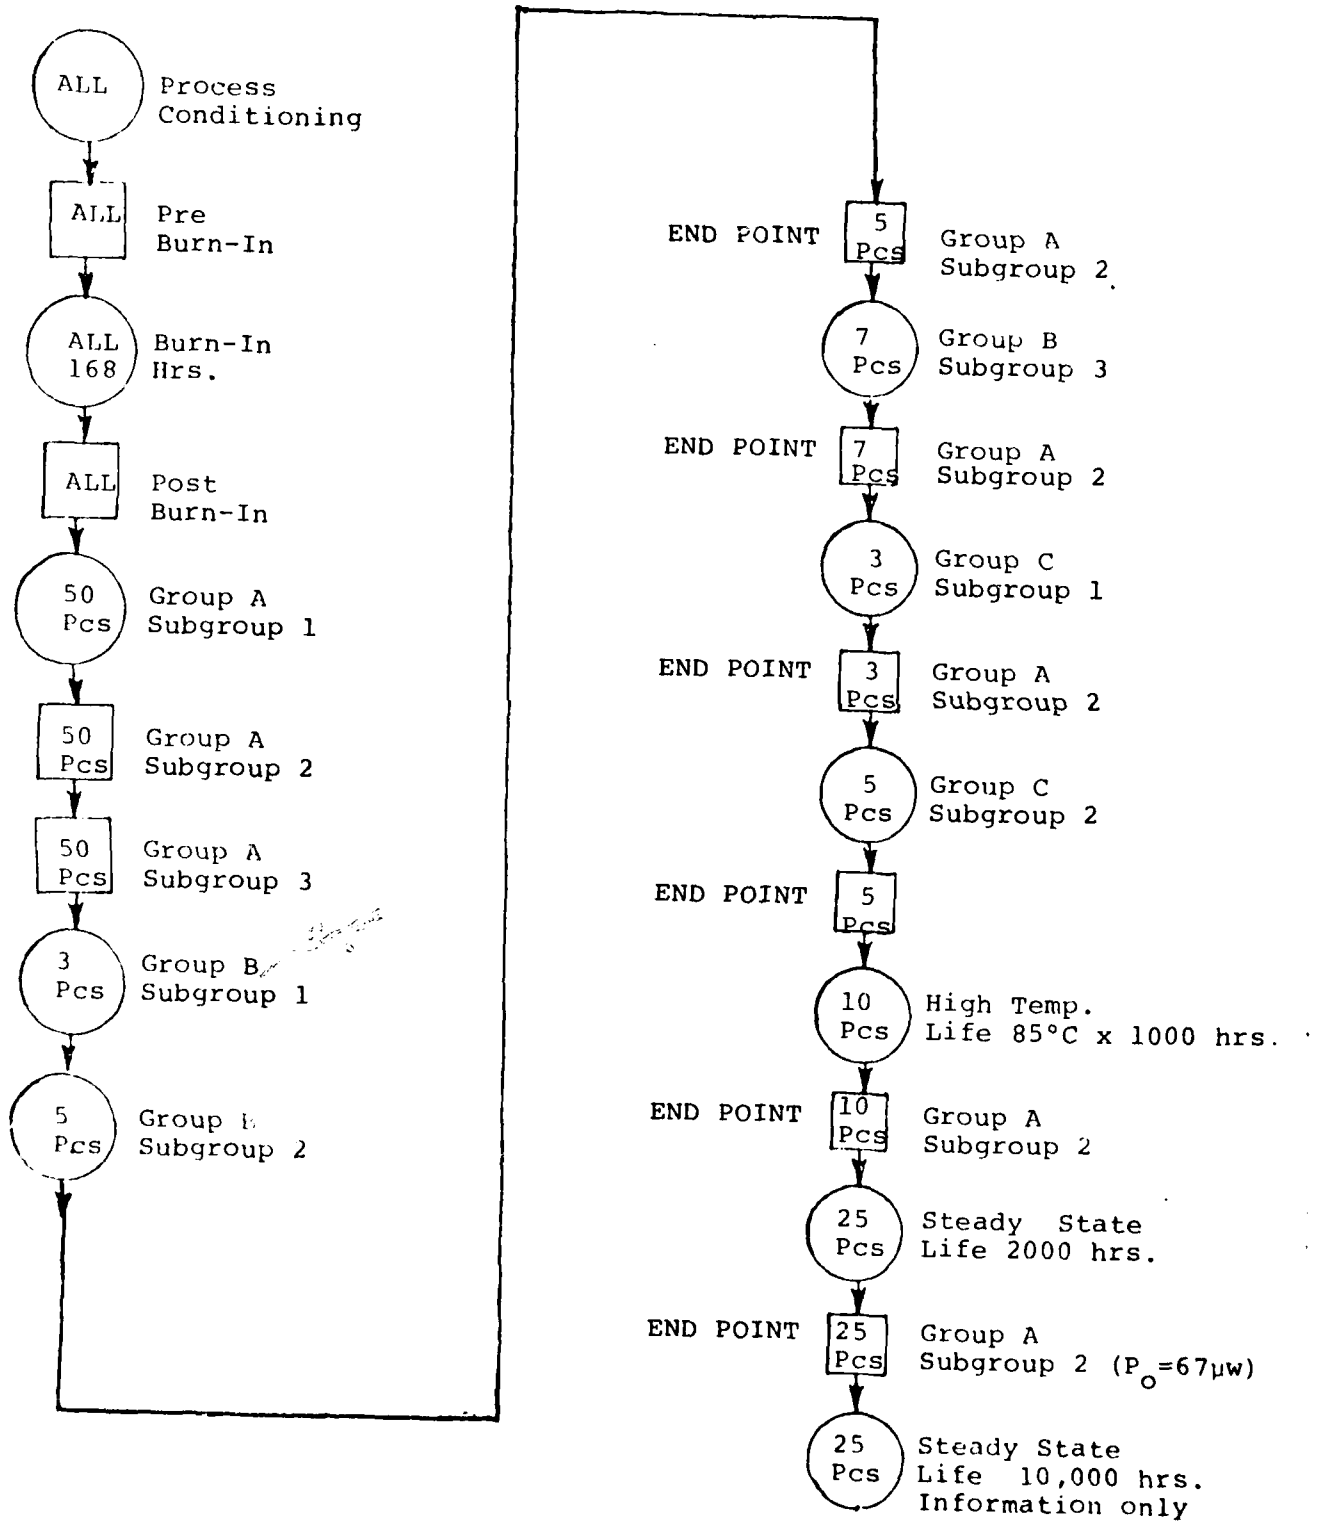 ALL
Process
Conditioning
ALL
Pre
Burn-In
ALL
168
Burn-In
Hrs.
ALL
Post
Burn-In
50
Pcs
Group A
Subgroup 1
50
Pcs
Group A
Subgroup 2
50
Pcs
Group A
Subgroup 3
3
Pcs
Group B
Subgroup 1
5
Pcs
Group B
Subgroup 2
END POINT
5
Pcs
Group A
Subgroup 2
7
Pcs
Group B
Subgroup 3
END POINT
7
Pcs
Group A
Subgroup 2
3
Pcs
Group C
Subgroup 1
END POINT
3
Pcs
Group A
Subgroup 2
5
Pcs
Group C
Subgroup 2
END POINT
5
Pcs
10
Pcs
High Temp.
Life 85°C x 1000 hrs.
END POINT
10
Pcs
Group A
Subgroup 2
25
Pcs
Steady State
Life 2000 hrs.
END POINT
25
Pcs
Group A
Subgroup 2 (Po=67µw)
25
Pcs
Steady State
Life 10,000 hrs.
Information only